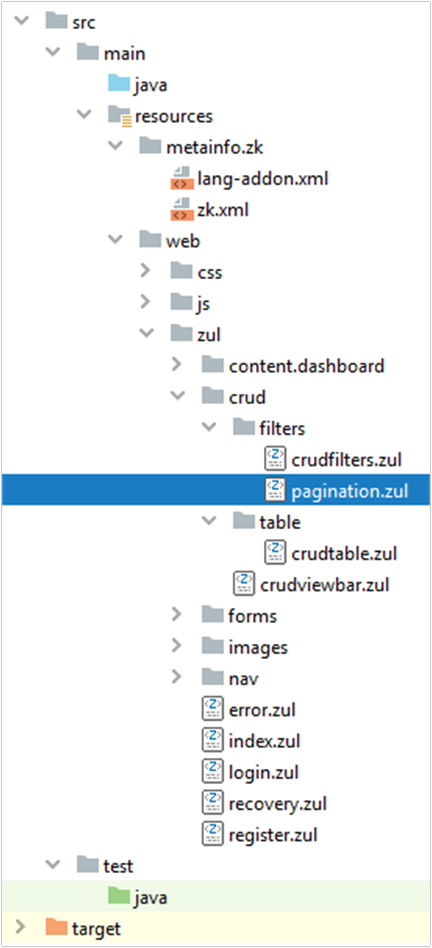 src
main
java
resources
metainfo.zk
lang-addon.xml
zk.xml
web
css
js
zul
content.dashboard
crud
filters
crudfilters.zul
pagination.zul
table
crudtable.zul
crudviewbar.zul
forms
images
nav
error.zul
index.zul
login.zul
recovery.zul
register.zul
test
java
target